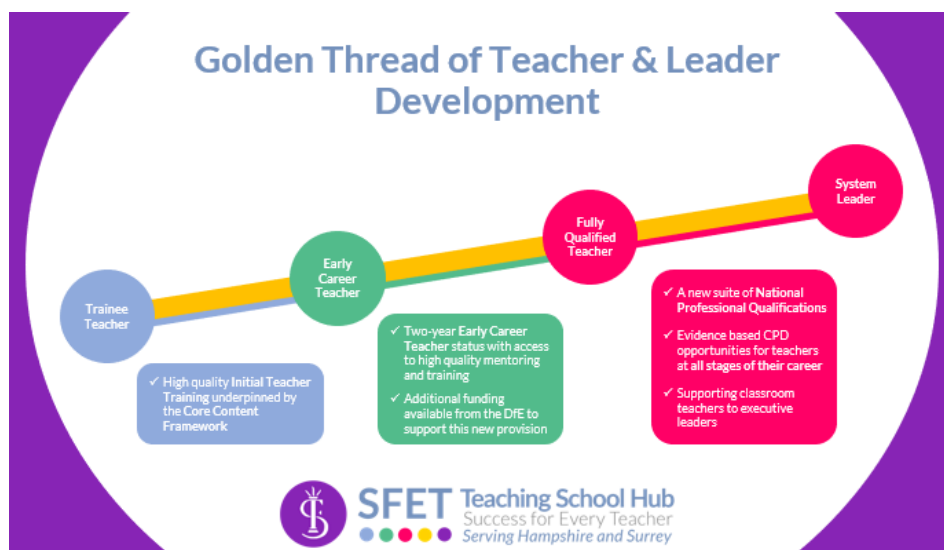 Golden Thread of Teacher & Leader
Development
System
Leader
Fully
Qualified
Teacher
Early
Career
Teacher
Trainee
Teacher
✓ High quality Initial Teacher
Training underpinned by
the Core Content
Framework
✓ Two-year Early Career
Teacher status with access
to high quality mentoring
and training
✓ Additional funding
available from the DfE to
support this new provision
✓ A new suite of National
Professional Qualifications
✓ Evidence based CPD
opportunities for teachers
at all stages of their career
✓ Supporting classroom
teachers to executive
leaders
SFET
Teaching School Hub
Success for Every Teacher
Serving Hampshire and Surrey